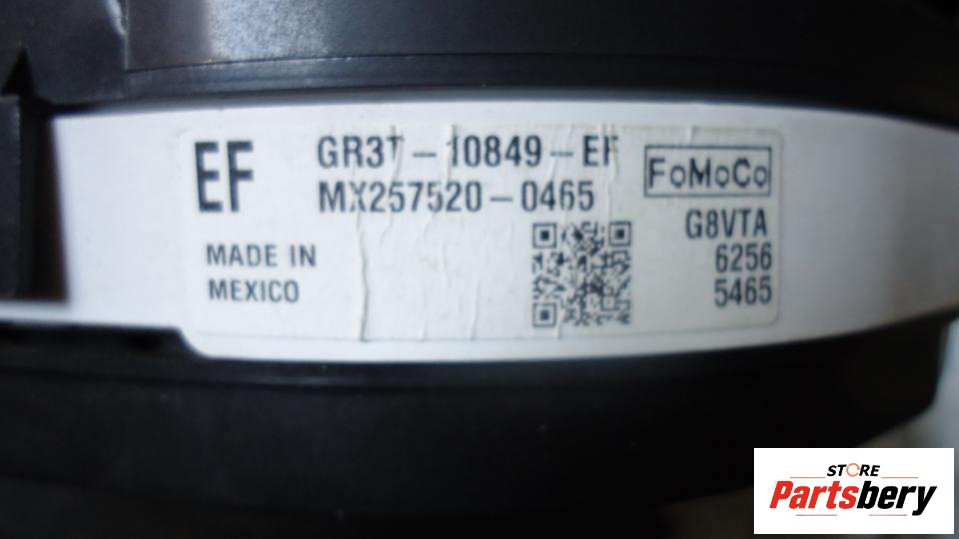 EF
GR3T-10849-EF
MX257520-0465
FoMoCo
G8VTA
6256
5465
MADE IN
MEXICO
STORE
Partsbery